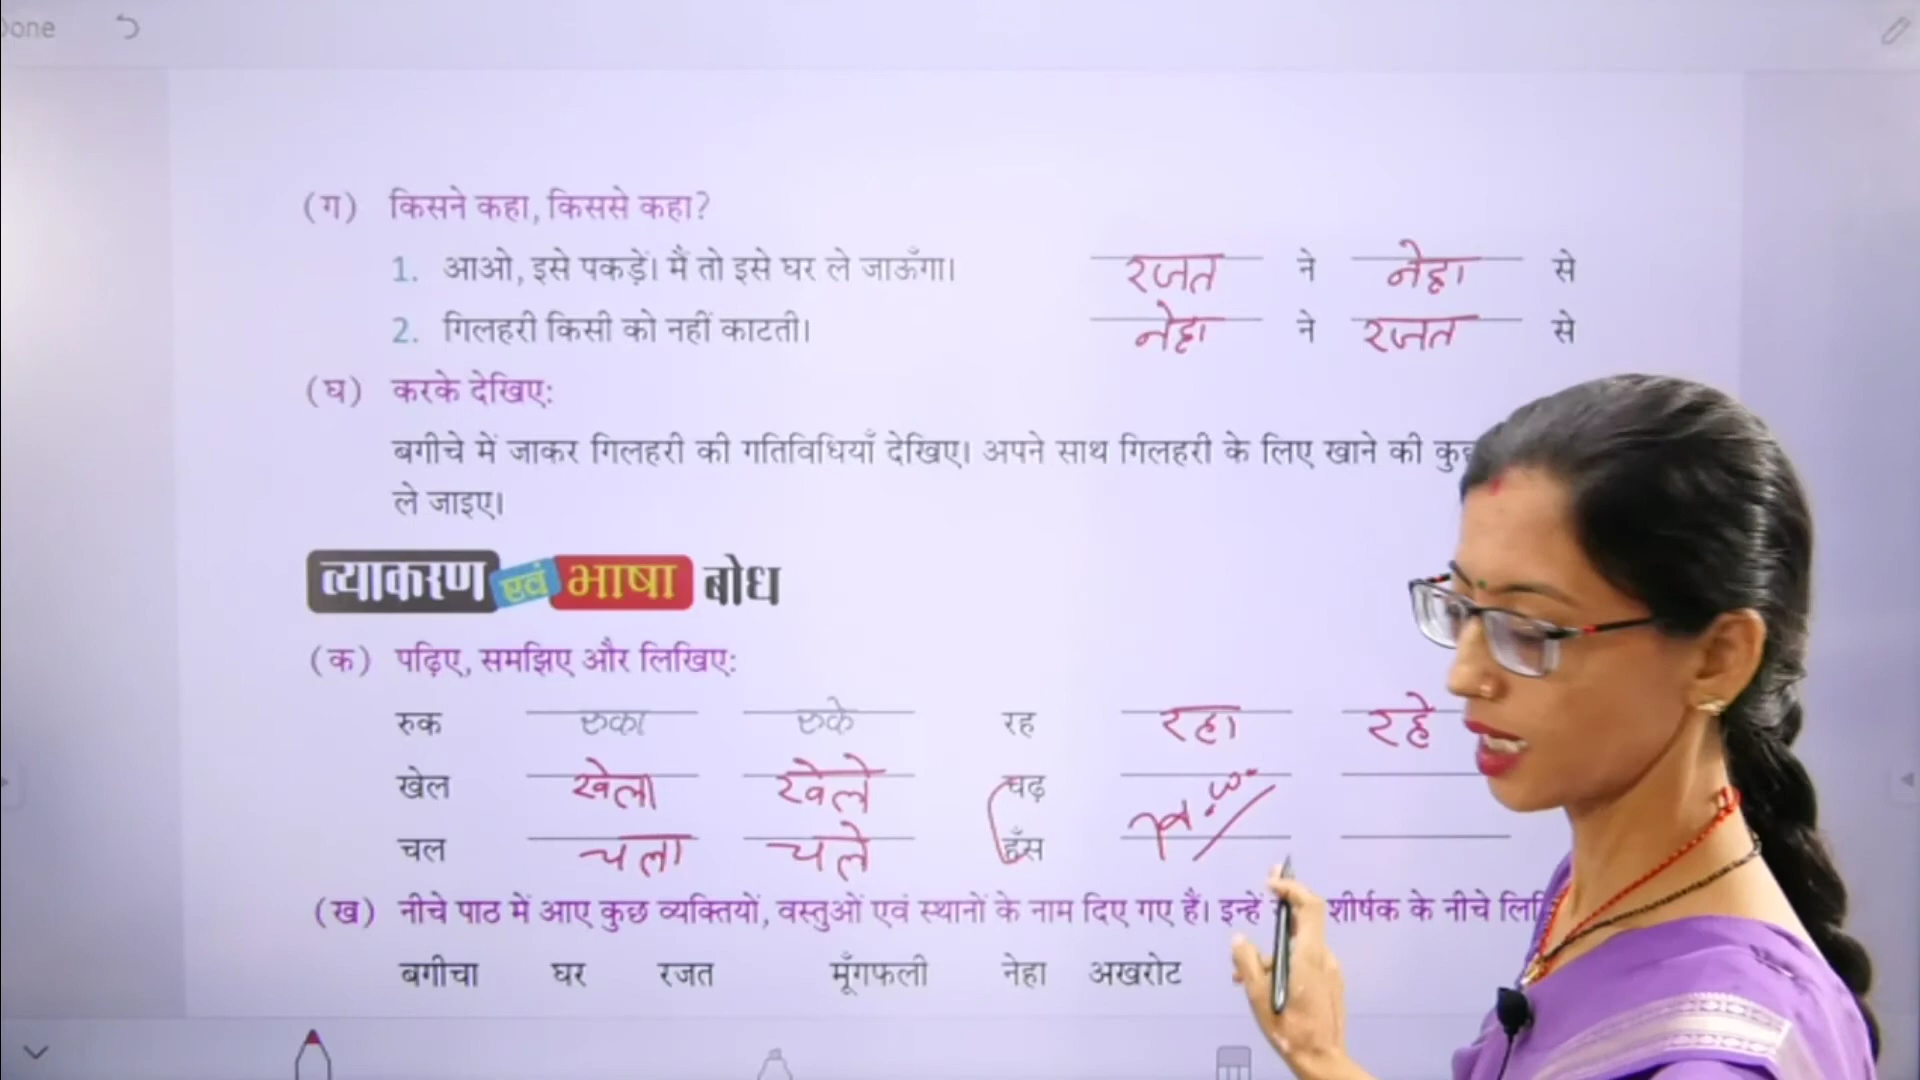 Done
(ग) किसने कहा, किससे कहा?
1. आओ, इसे पकड़ें। मैं तो इसे घर ले जाऊँगा। रजत ने नेहा से
2. गिलहरी किसी को नहीं काटती। नेहा ने रजत से
(घ) करके देखिए:
बगीचे में जाकर गिलहरी की गतिविधियाँ देखिए। अपने साथ गिलहरी के लिए खाने की
ले जाइए।
व्याकरण एवं भाषा बोध
(क) पढ़िए, समझिए और लिखिए:
रुक रुका रुके रह रहा रहे
खेल खेला खेले चढ़
चल चला चले हँस
(ख) नीचे पाठ में आए कुछ व्यक्तियों, वस्तुओं एवं स्थानों के नाम दिए गए हैं। इन्हें शीर्षक के नीचे
बगीचा घर रजत मूँगफली नेहा अखरोट